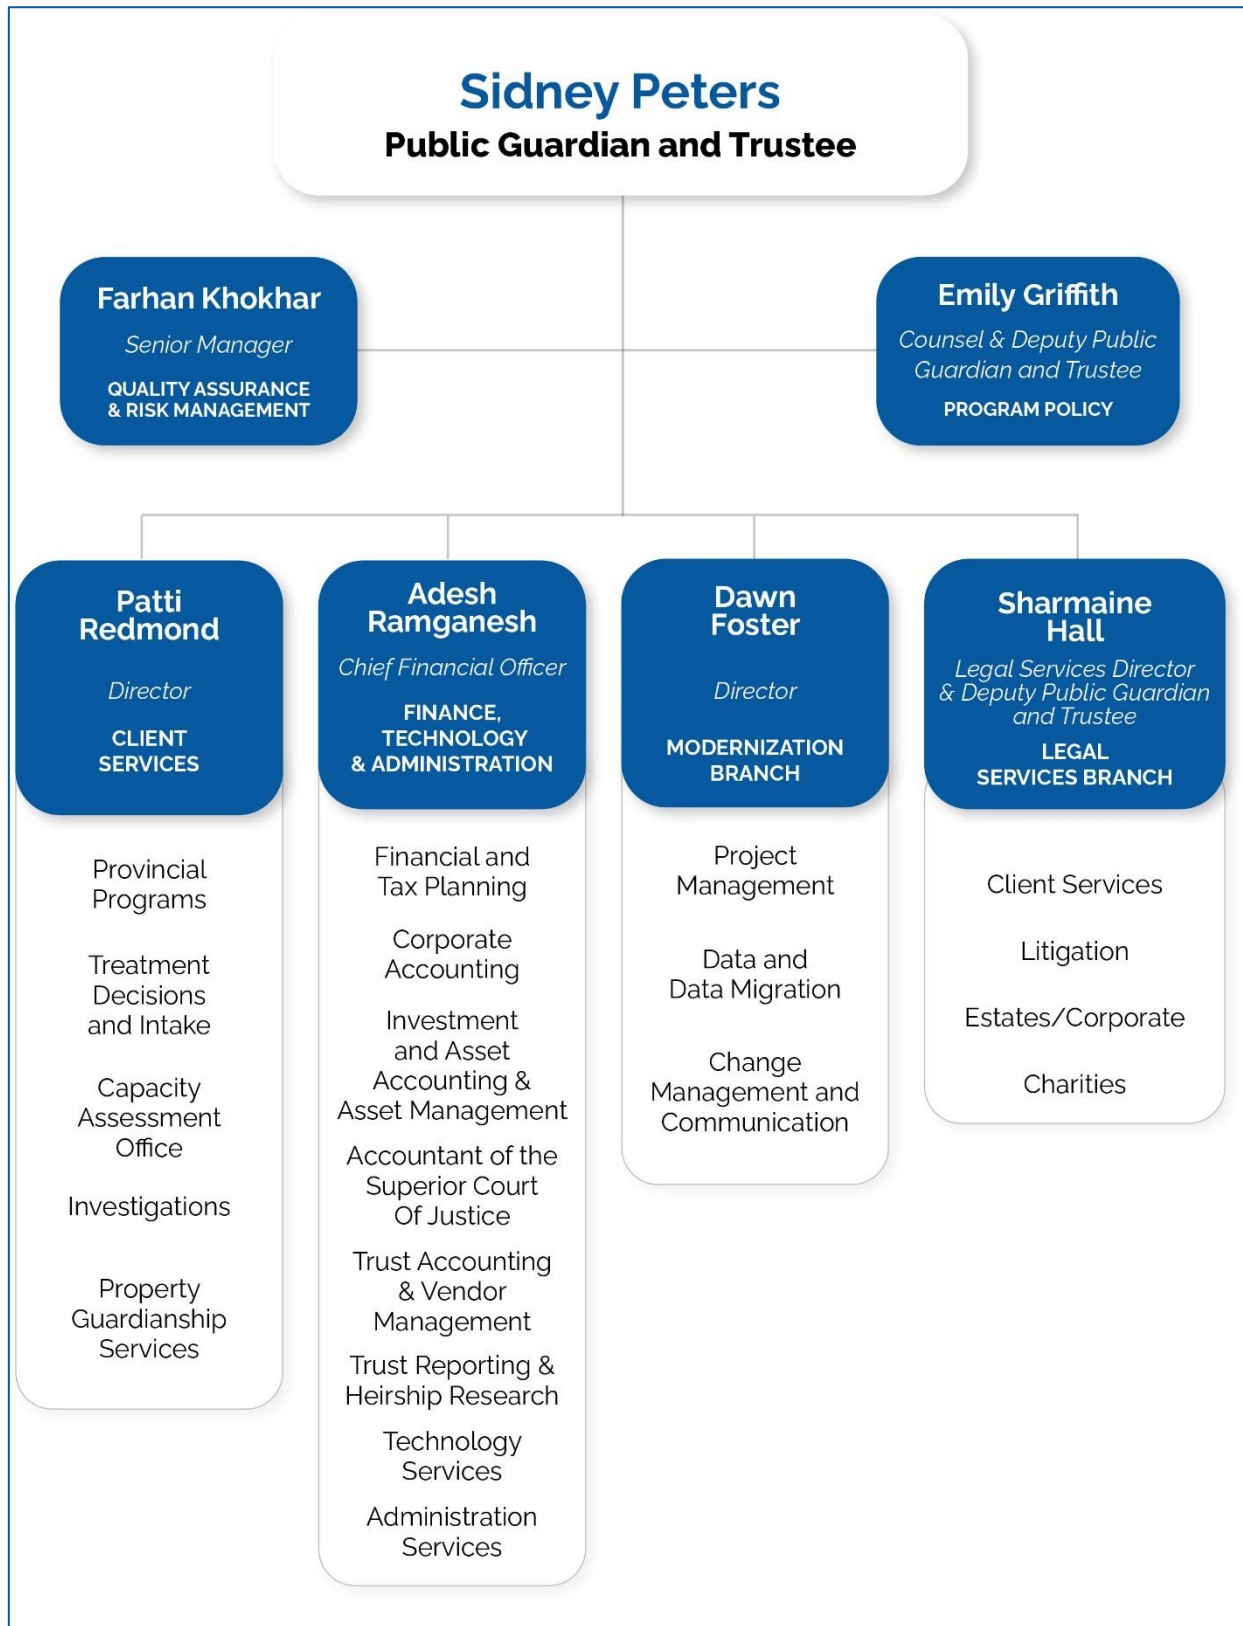 Sidney Peters
Public Guardian and Trustee
Farhan Khokhar
Senior Manager
QUALITY ASSURANCE
& RISK MANAGEMENT
Emily Griffith
Counsel & Deputy Public
Guardian and Trustee
PROGRAM POLICY
Patti
Redmond
Director
CLIENT
SERVICES
Provincial
Programs
Treatment
Decisions
and Intake
Capacity
Assessment
Office
Investigations
Property
Guardianship
Services
Adesh
Ramganesh
Chief Financial Officer
FINANCE,
TECHNOLOGY
& ADMINISTRATION
Financial and
Tax Planning
Corporate
Accounting
Investment
and Asset
Accounting &
Asset Management
Accountant of the
Superior Court
Of Justice
Trust Accounting
& Vendor
Management
Trust Reporting &
Heirship Research
Technology
Services
Administration
Services
Dawn
Foster
Director
MODERNIZATION
BRANCH
Project
Management
Data and
Data Migration
Change
Management and
Communication
Sharmaine
Hall
Legal Services Director
& Deputy Public Guardian
and Trustee
LEGAL
SERVICES BRANCH
Client Services
Litigation
Estates/Corporate
Charities